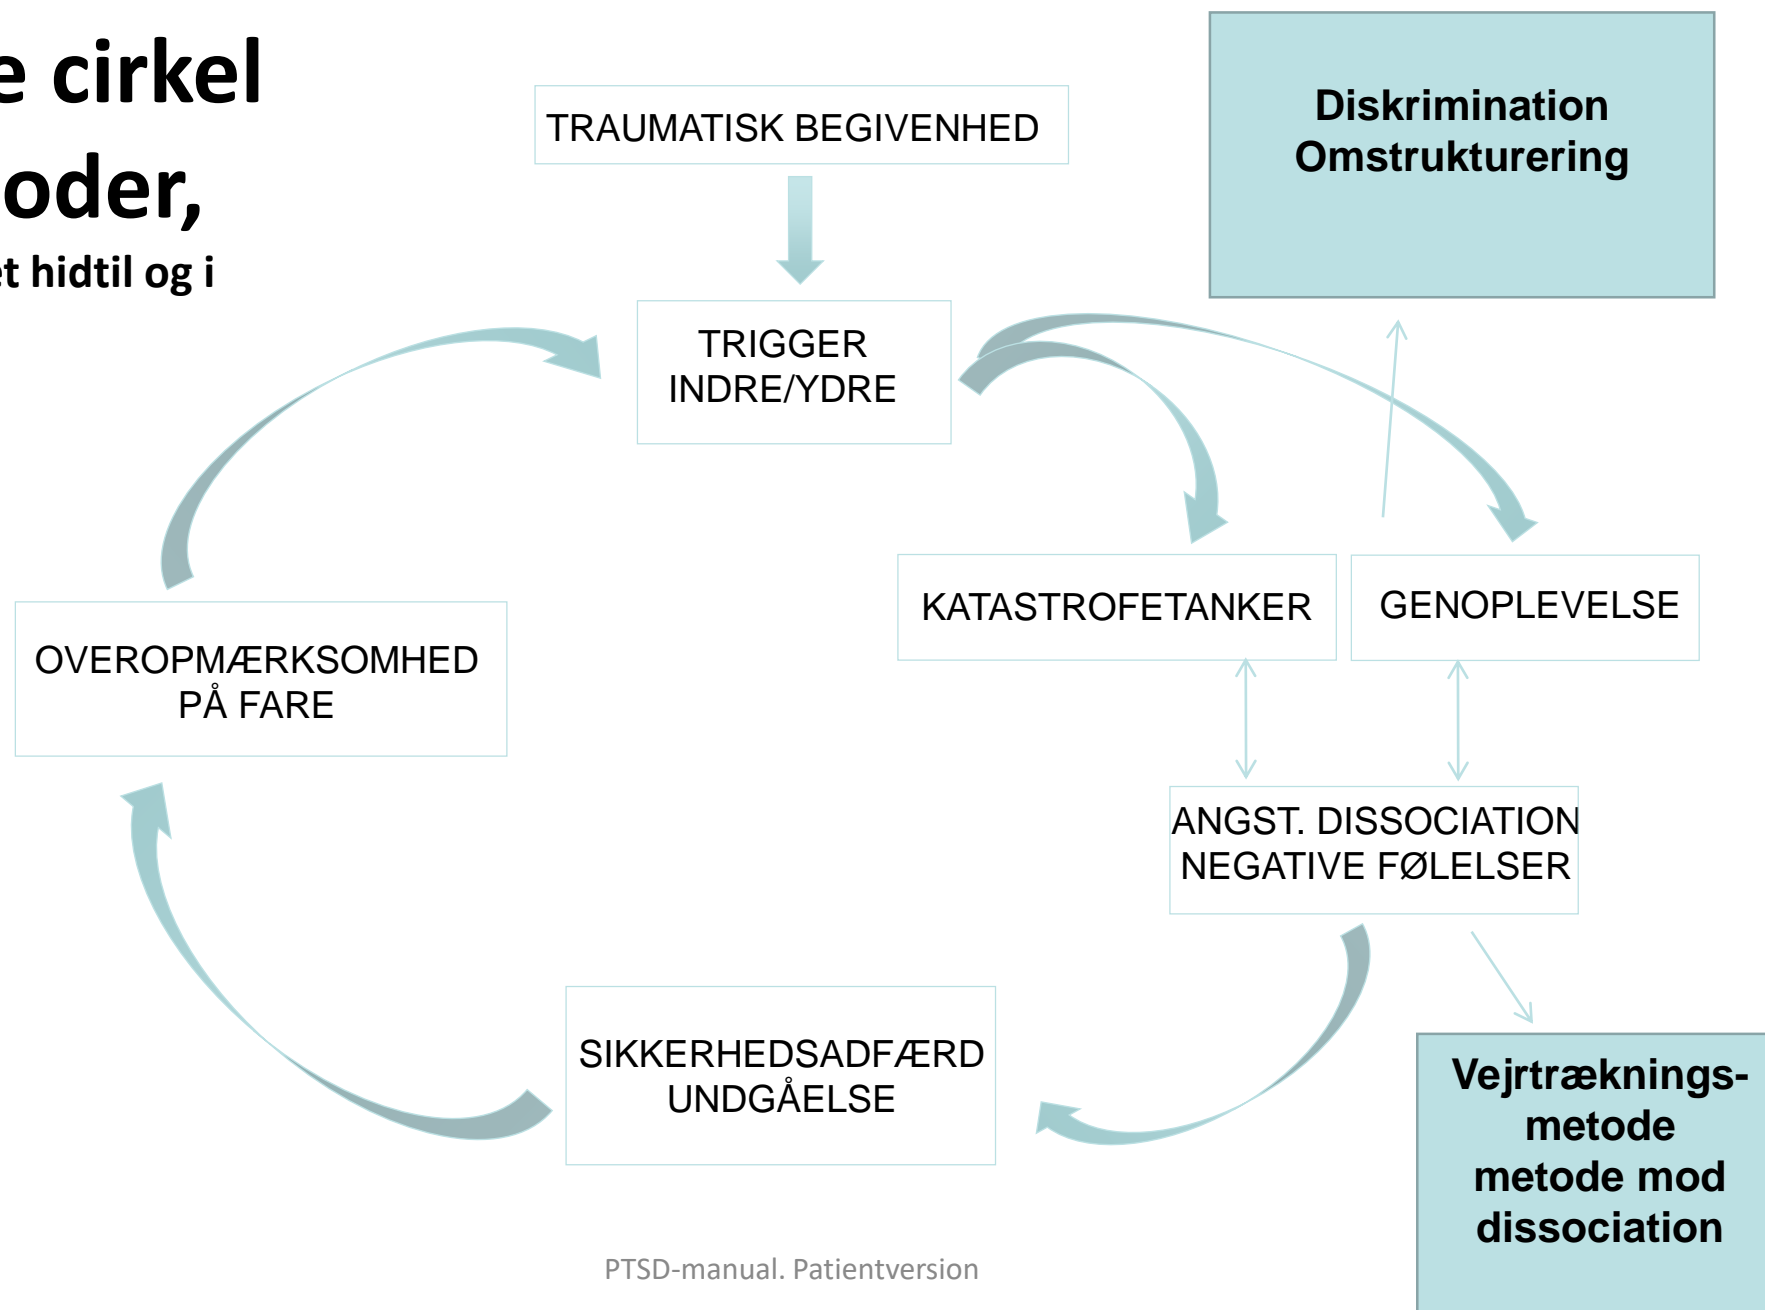 e cirkel
oder,
et hidtil og i
TRAUMATISK BEGIVENHED
Diskrimination
Omstrukturering
TRIGGER
INDRE/YDRE
KATASTROFETANKER
GENOPLEVELSE
OVEROPMÆRKSOMHED
PÅ FARE
ANGST. DISSOCIATION
NEGATIVE FØLELSER
SIKKERHEDSADFÆRD
UNDGÅELSE
Vejrtræknings-
metode
metode mod
dissociation
PTSD-manual. Patientversion